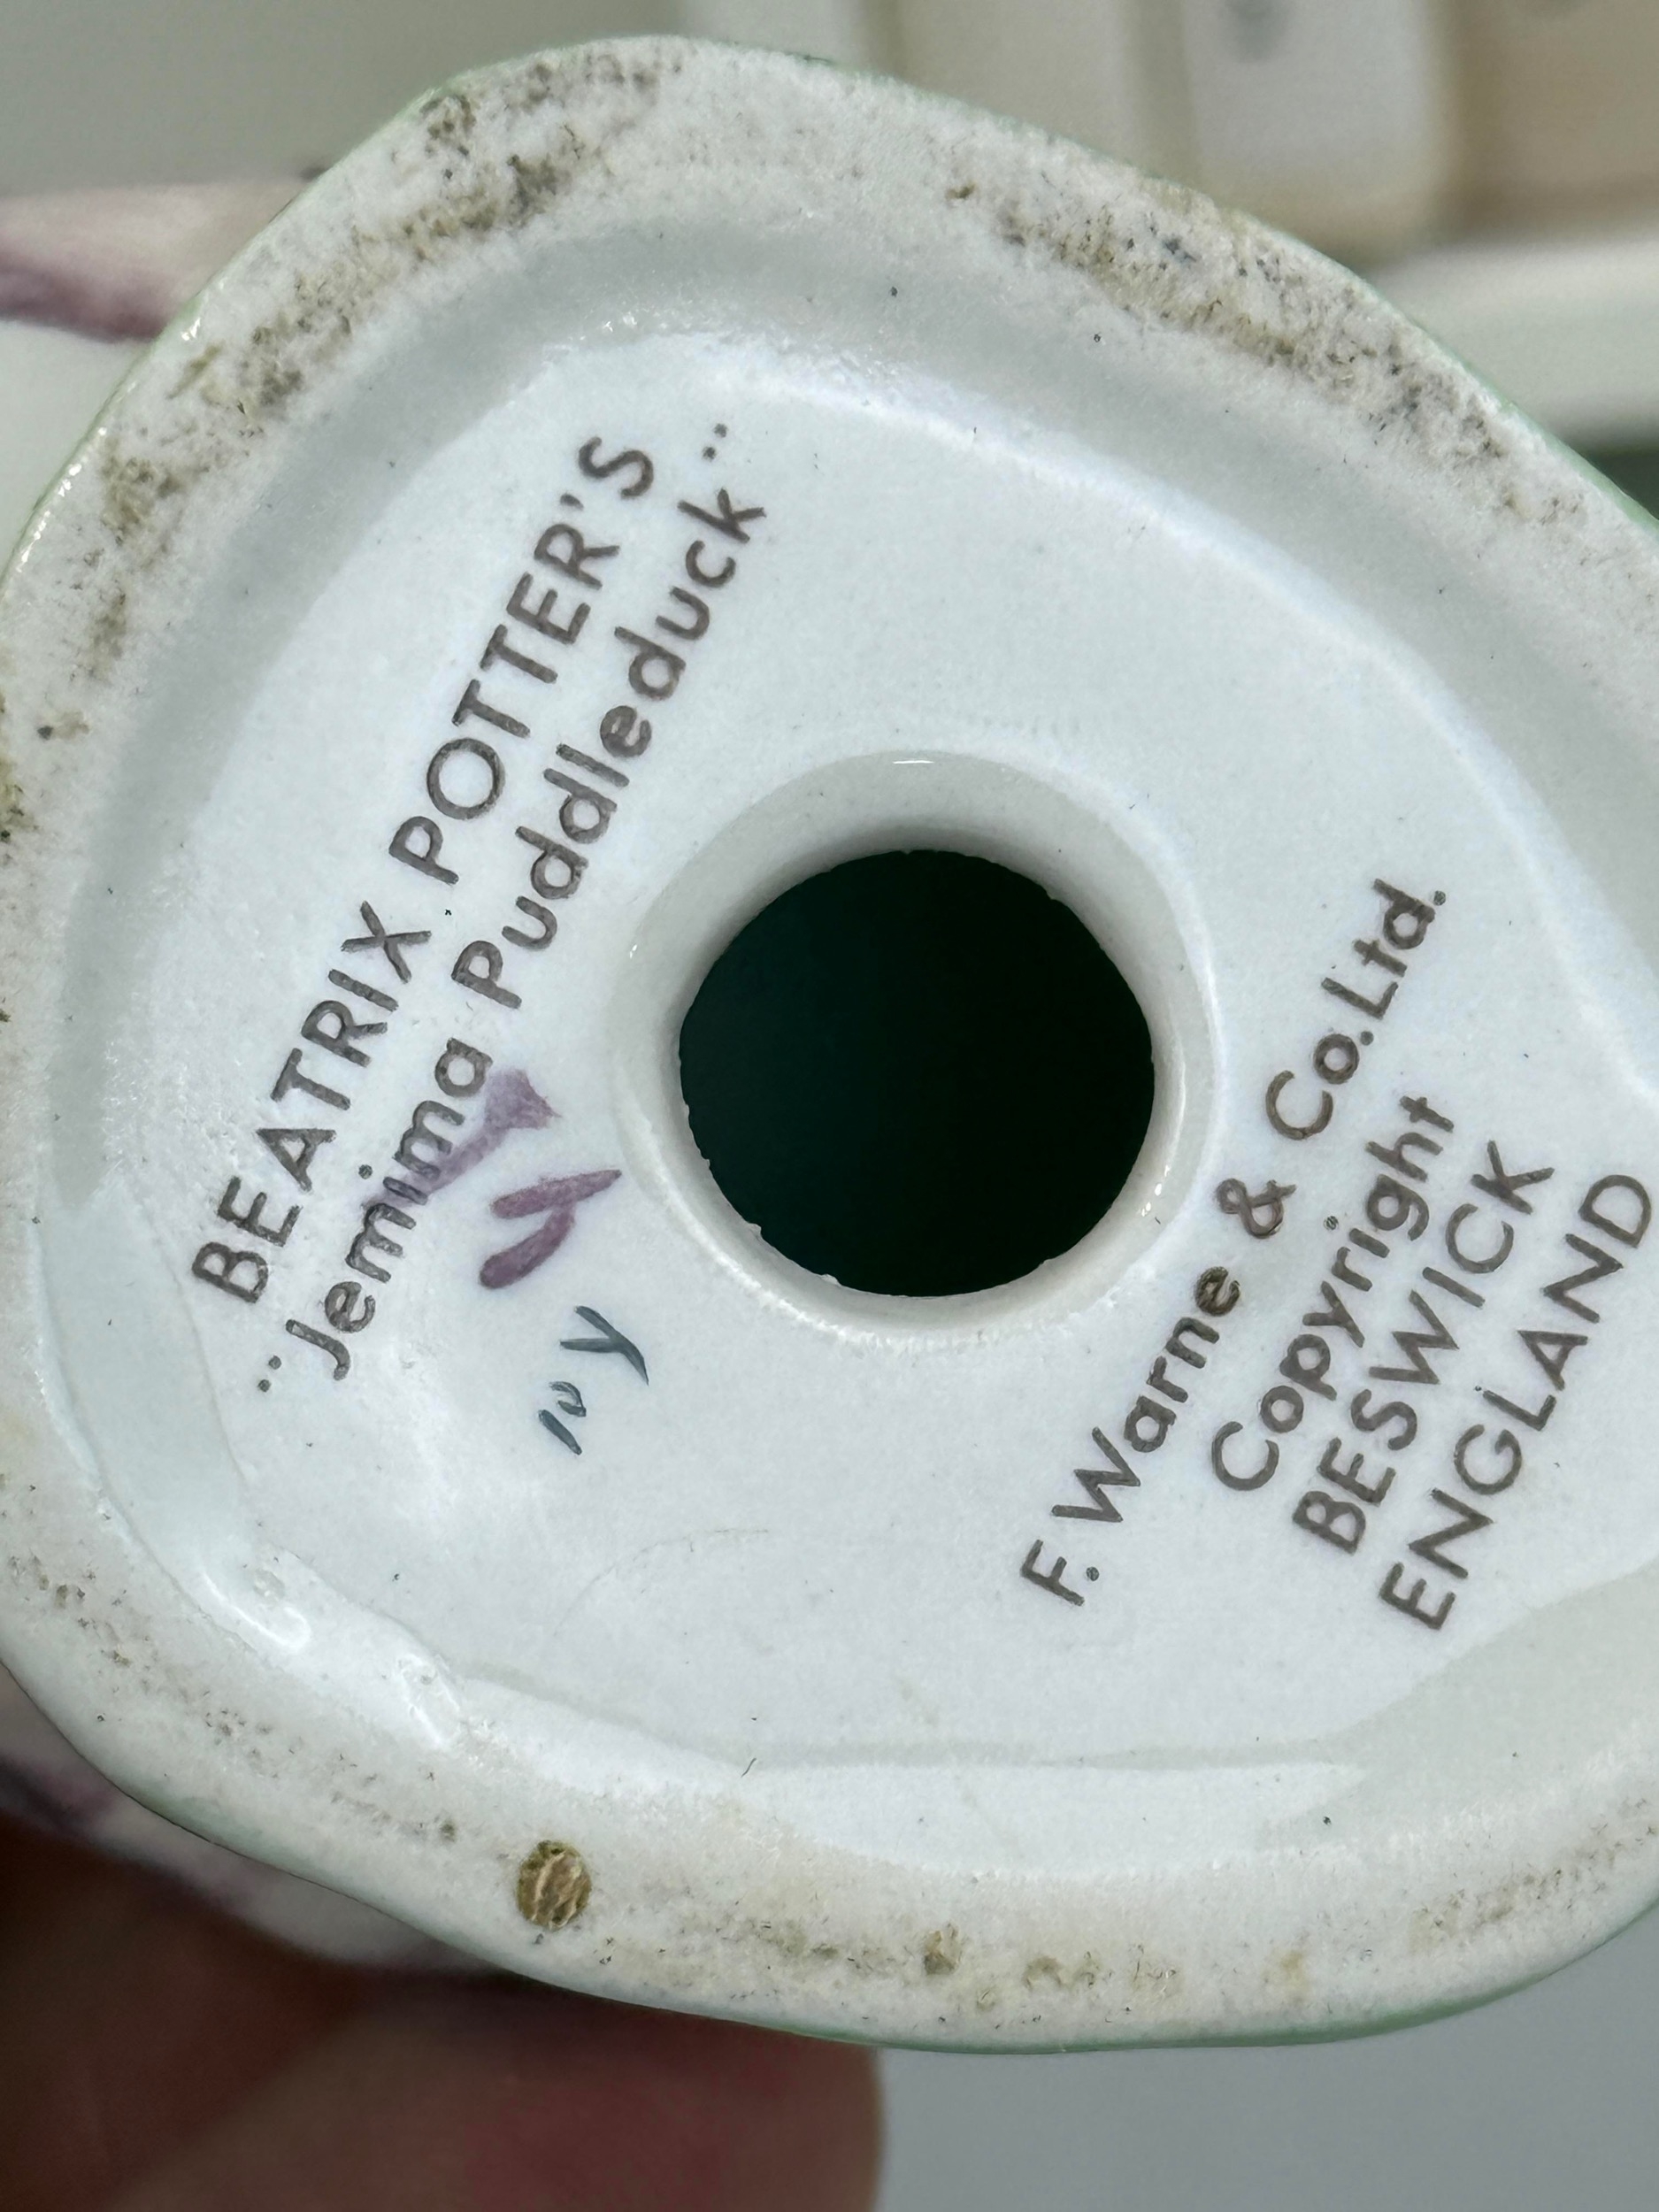 BEATRIX POTTER'S
"Jemima Puddleduck"
F. Warne & Co.Ltd.
Copyright
BESWICK
ENGLAND